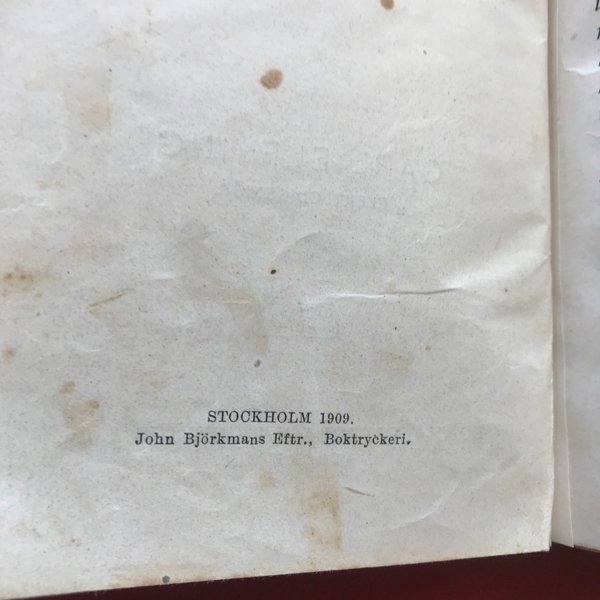 STOCKHOLM 1909.
John Björkmans Eftr., Boktryckeri.